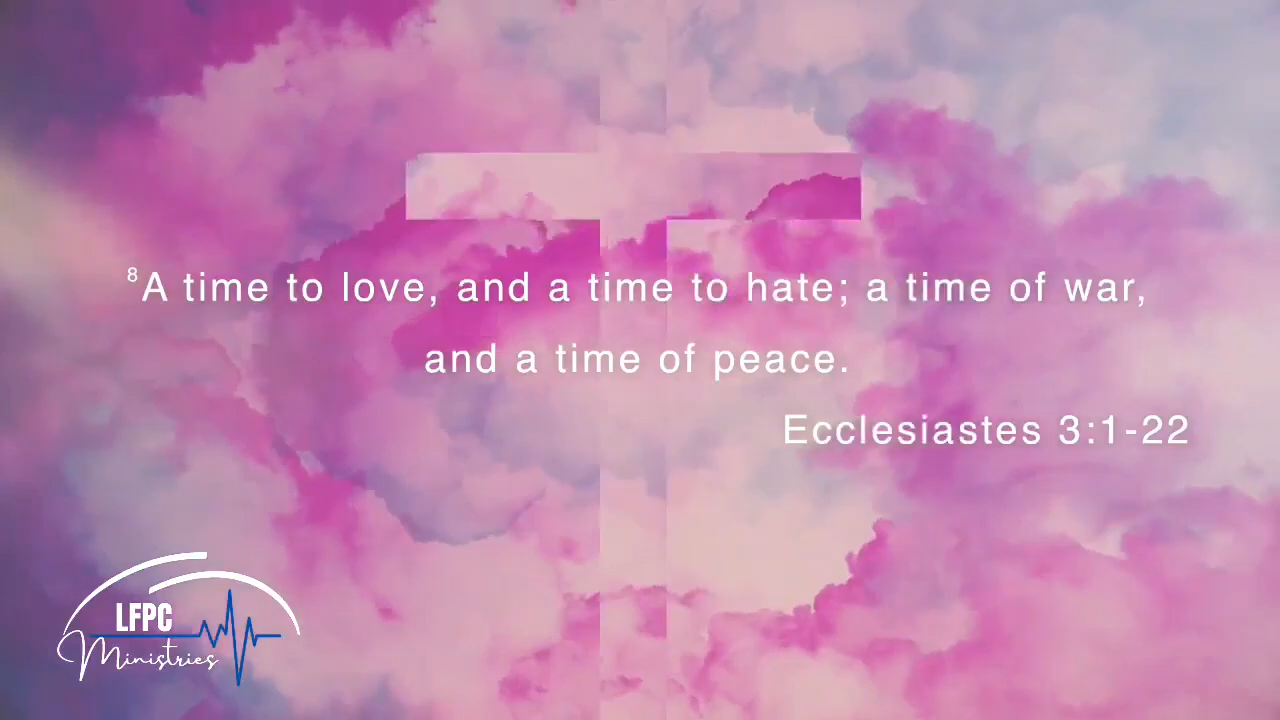 ⁸A time to love, and a time to hate; a time of war,
and a time of peace.
Ecclesiastes 3:1-22
LFPC
Ministries